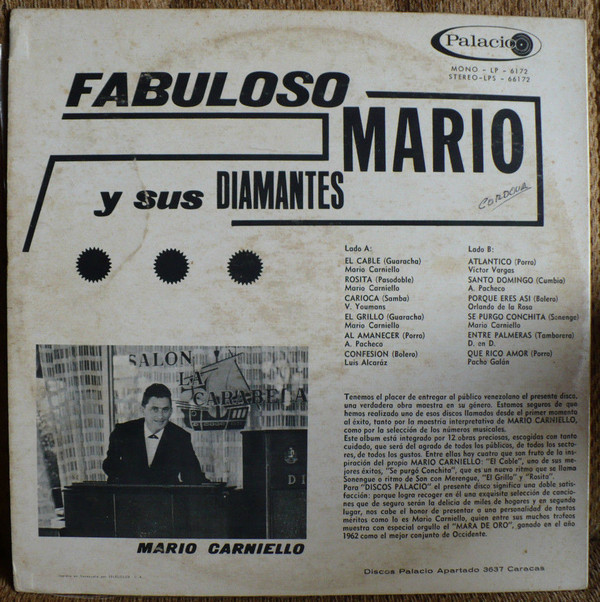 Palacio
MONO - LP - 6172
STEREO-LPS - 66172
FABULOSO
MARIO
y sus DIAMANTES
CORDOVA
Lado A:
EL CABLE (Guaracha)
Mario Carniello
ROSITA (Pasodoble)
Mario Carniello
CARIOCA (Samba)
V. Youmans
EL GRILLO (Guaracha)
Mario Carniello
AL AMANECER (Porro)
A. Pacheco
CONFESION (Bolero)
Luis Alcaráz
Lado B:
ATLANTICO (Porro)
Víctor Vargas
SANTO DOMINGO (Cumbia)
A. Pacheco
PORQUE ERES ASI (Bolero)
Orlando de la Rosa
SE PURGO CONCHITA (Sonengo)
Mario Carniello
ENTRE PALMERAS (Tamborera)
D. en D.
QUE RICO AMOR (Porro)
Pacho Galán
SALON
LA
CARABELA
MARIO CARNIELLO
Tenemos el placer de entregar al público venezolano el presente disco,
una verdadera obra maestra en su género. Estamos seguros de que
hemos realizado uno de esos discos llamados desde el primer momento
al éxito, tanto por la maestría interpretativa de MARIO CARNIELLO,
como por la selección de los números musicales.
Este album está integrado por 12 obras preciosas, escogidas con tanto
cuidado, que será del agrado de todos los públicos, de todos los secto-
res, de todos los gustos. Entre ellas hay cuatro que son fruto de la ins-
piración del propio MARIO CARNIELLO: "El Cable", uno de sus me-
jores éxitos, "Se purgó Conchita", que es un nuevo ritmo que se llama
Sonengue o ritmo de Son con Merengue, "El Grillo" y "Rosita".
Para "DISCOS PALACIO" el presente disco significa una doble satis-
facción: porque logra recoger en él una exquisita selección de cancio-
nes que de seguro serán la delicia de miles de hogares y en segundo
lugar, nos cabe el honor de presentar a una personalidad de tantos
méritos como lo es Mario Carniello, quien entre sus muchos trofeos
muestra con especial orgullo el "MARA DE ORO", ganado en el año
1962 como el mejor conjunto de Occidente.
Discos Palacio Apartado 3637 Caracas